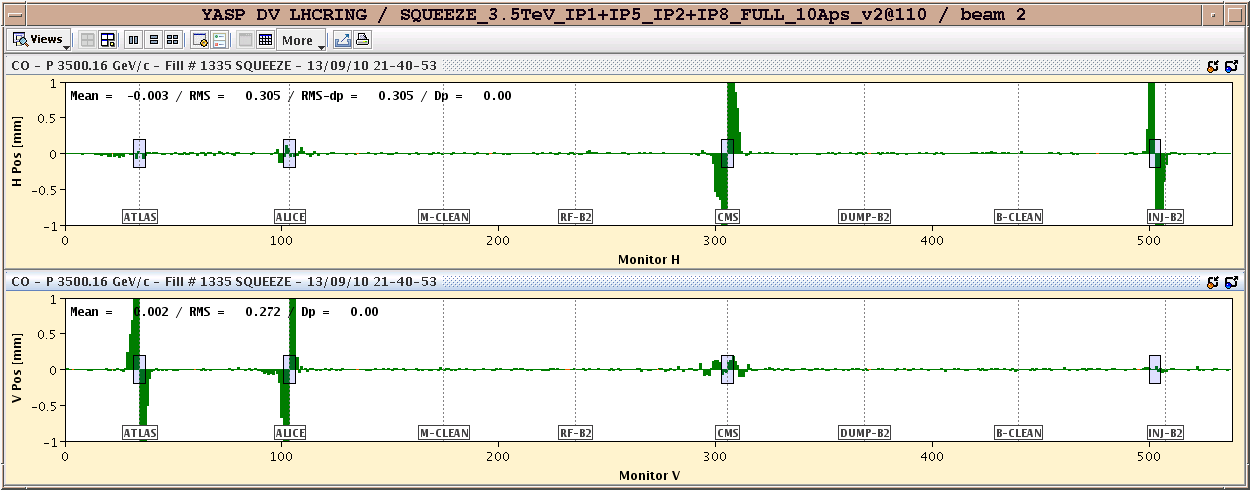 YASP DV LHCRING / SQUEEZE_3.5TeV_IP1+IP5_IP2+IP8_FULL_10Aps_v2@110 / beam 2
Views More
CO - P 3500.16 GeV/c - Fill # 1335 SQUEEZE - 13/09/10 21-40-53
Mean = -0.003 / RMS = 0.305 / RMS-dp = 0.305 / Dp = 0.00
H Pos [mm]
1
0.5
0
-0.5
-1
ATLAS ALICE M-CLEAN RF-B2 CMS DUMP-B2 B-CLEAN INJ-B2
0 100 200 300 400 500
Monitor H
CO - P 3500.16 GeV/c - Fill # 1335 SQUEEZE - 13/09/10 21-40-53
Mean = 0.002 / RMS = 0.272 / Dp = 0.00
V Pos [mm]
1
0.5
0
-0.5
-1
ATLAS ALICE M-CLEAN RF-B2 CMS DUMP-B2 B-CLEAN INJ-B2
0 100 200 300 400 500
Monitor V